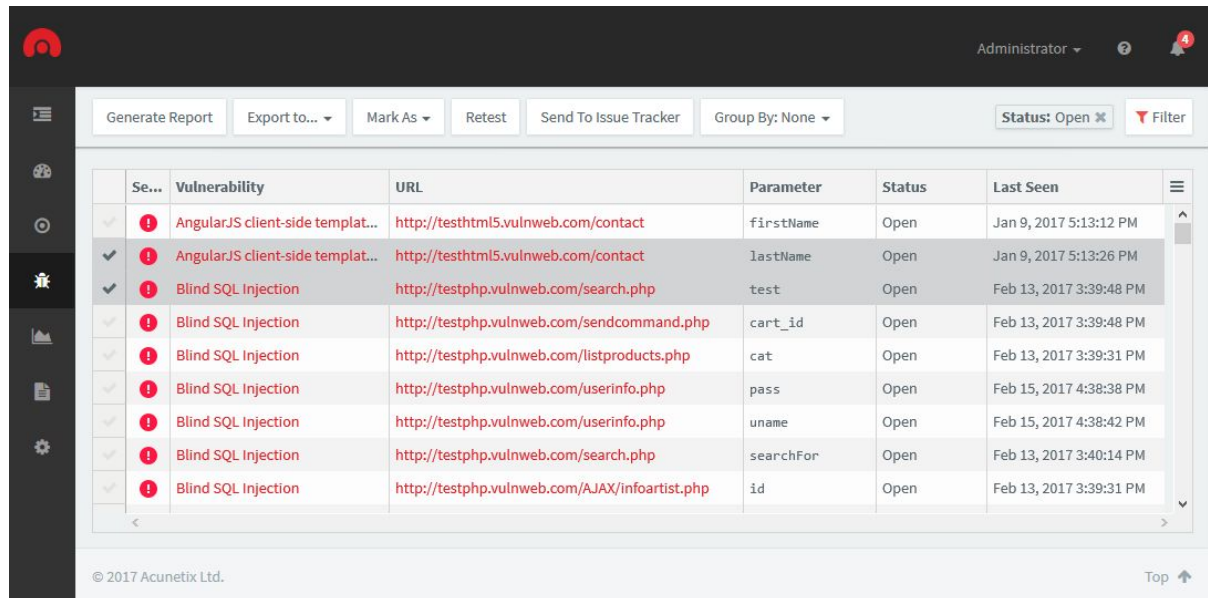 Administrator
4
Generate Report Export to... Mark As Retest Send To Issue Tracker Group By: None Status: Open Filter
Se... Vulnerability URL Parameter Status Last Seen
AngularJS client-side templat... http://testhtml5.vulnweb.com/contact firstName Open Jan 9, 2017 5:13:12 PM
AngularJS client-side templat... http://testhtml5.vulnweb.com/contact lastName Open Jan 9, 2017 5:13:26 PM
Blind SQL Injection http://testphp.vulnweb.com/search.php test Open Feb 13, 2017 3:39:48 PM
Blind SQL Injection http://testphp.vulnweb.com/sendcommand.php cart_id Open Feb 13, 2017 3:39:48 PM
Blind SQL Injection http://testphp.vulnweb.com/listproducts.php cat Open Feb 13, 2017 3:39:31 PM
Blind SQL Injection http://testphp.vulnweb.com/userinfo.php pass Open Feb 15, 2017 4:38:38 PM
Blind SQL Injection http://testphp.vulnweb.com/userinfo.php uname Open Feb 15, 2017 4:38:42 PM
Blind SQL Injection http://testphp.vulnweb.com/search.php searchFor Open Feb 13, 2017 3:40:14 PM
Blind SQL Injection http://testphp.vulnweb.com/AJAX/infoartist.php id Open Feb 13, 2017 3:39:31 PM
© 2017 Acunetix Ltd. Top